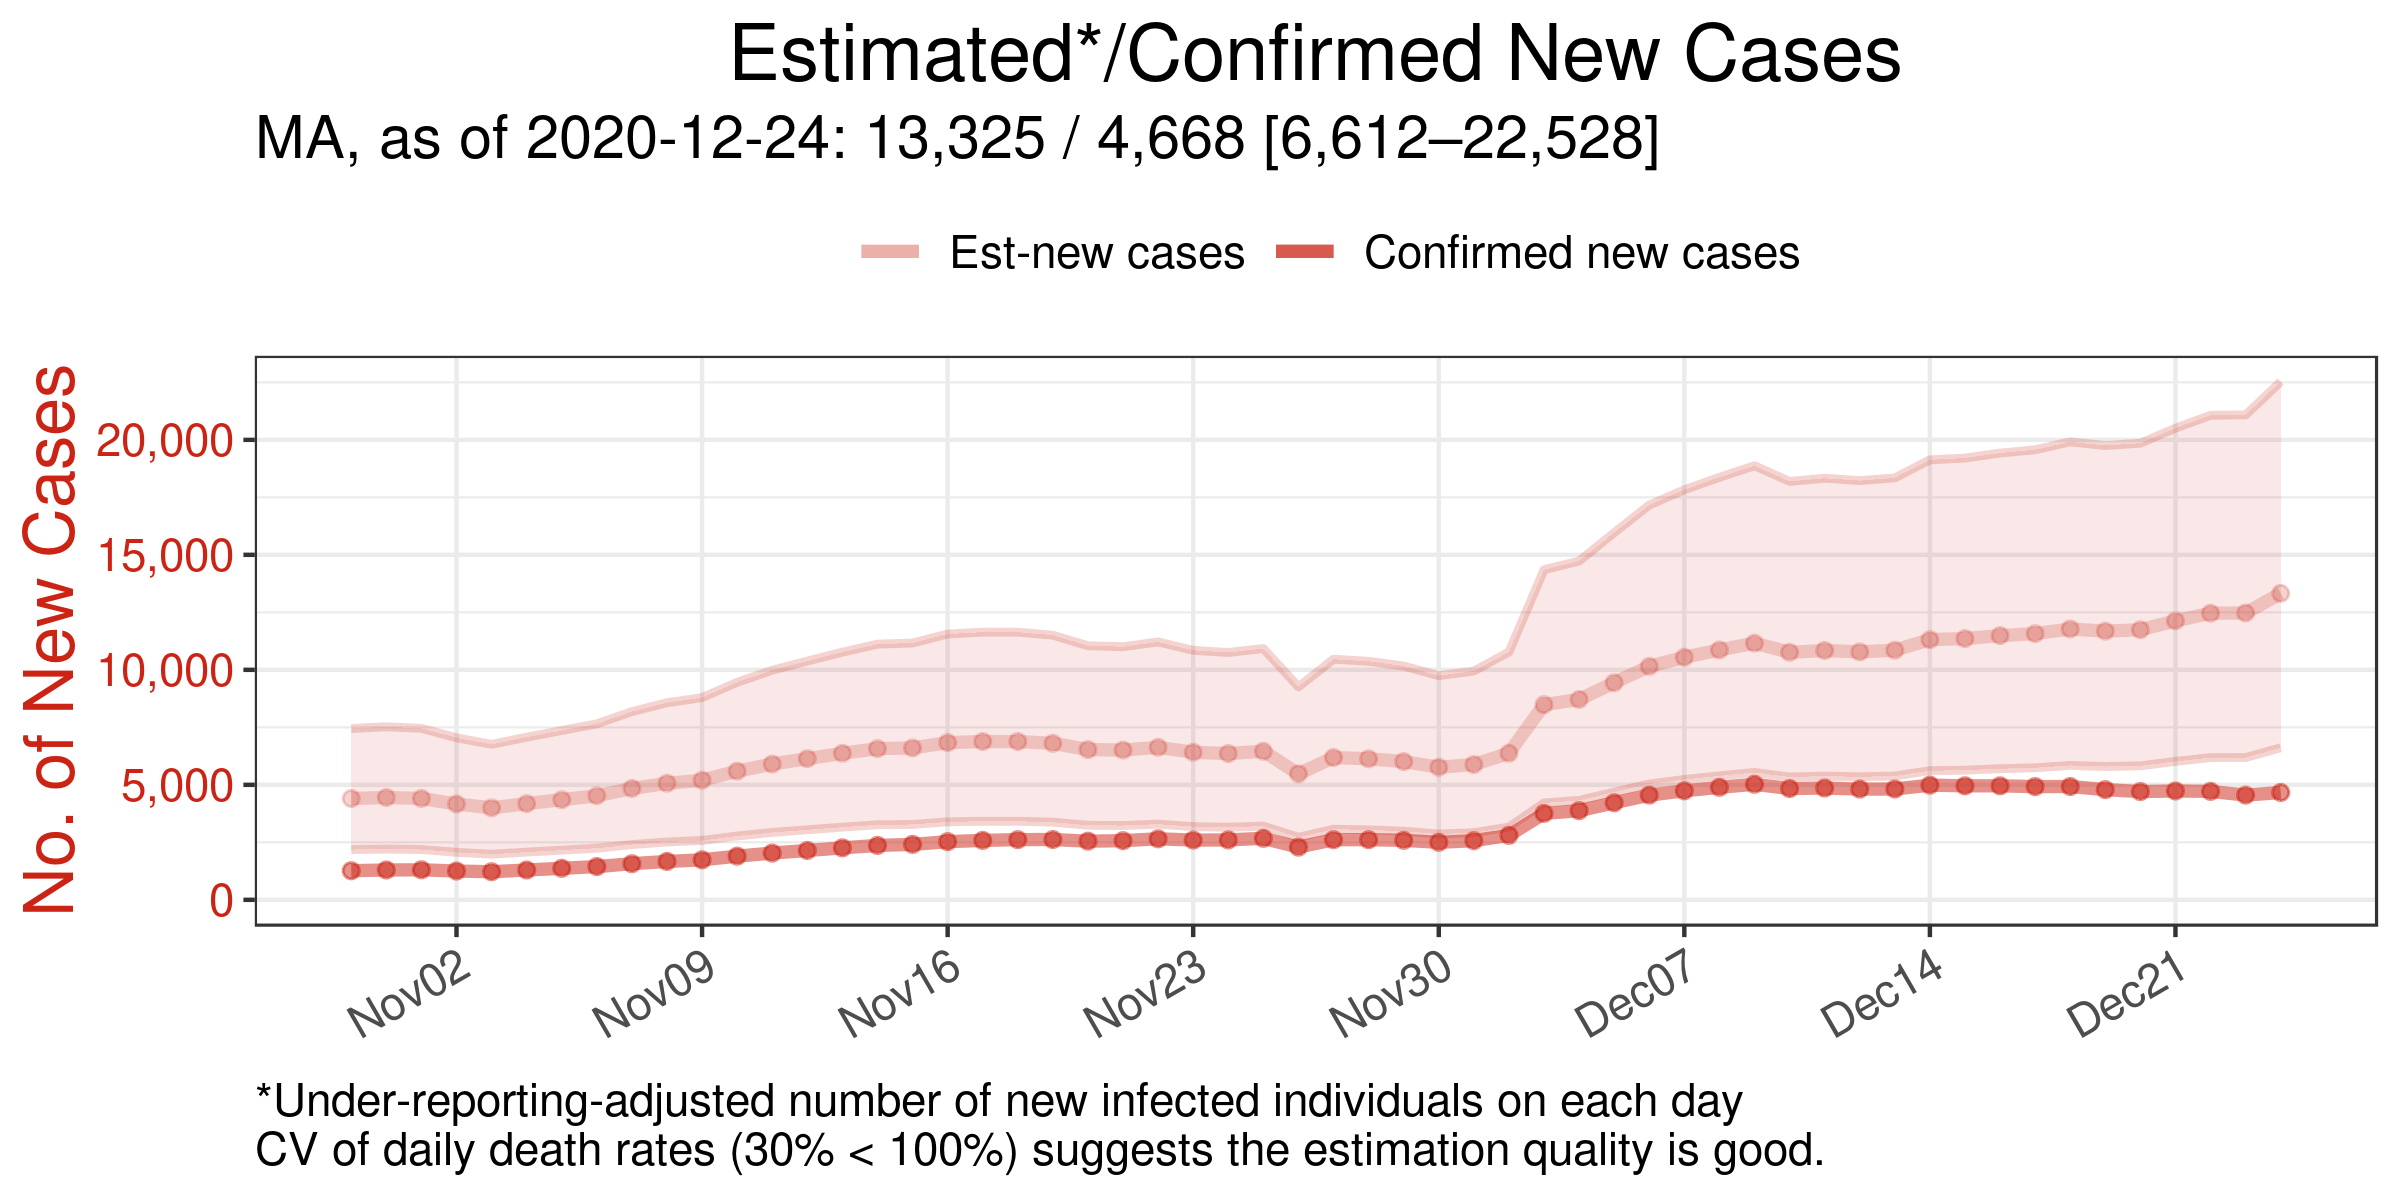 Estimated*/Confirmed New Cases
MA, as of 2020-12-24: 13,325 / 4,668 [6,612–22,528]
Est-new cases
Confirmed new cases
No. of New Cases
20,000
15,000
10,000
5,000
0
Nov02
Nov09
Nov16
Nov23
Nov30
Dec07
Dec14
Dec21
*Under-reporting-adjusted number of new infected individuals on each day
CV of daily death rates (30% < 100%) suggests the estimation quality is good.